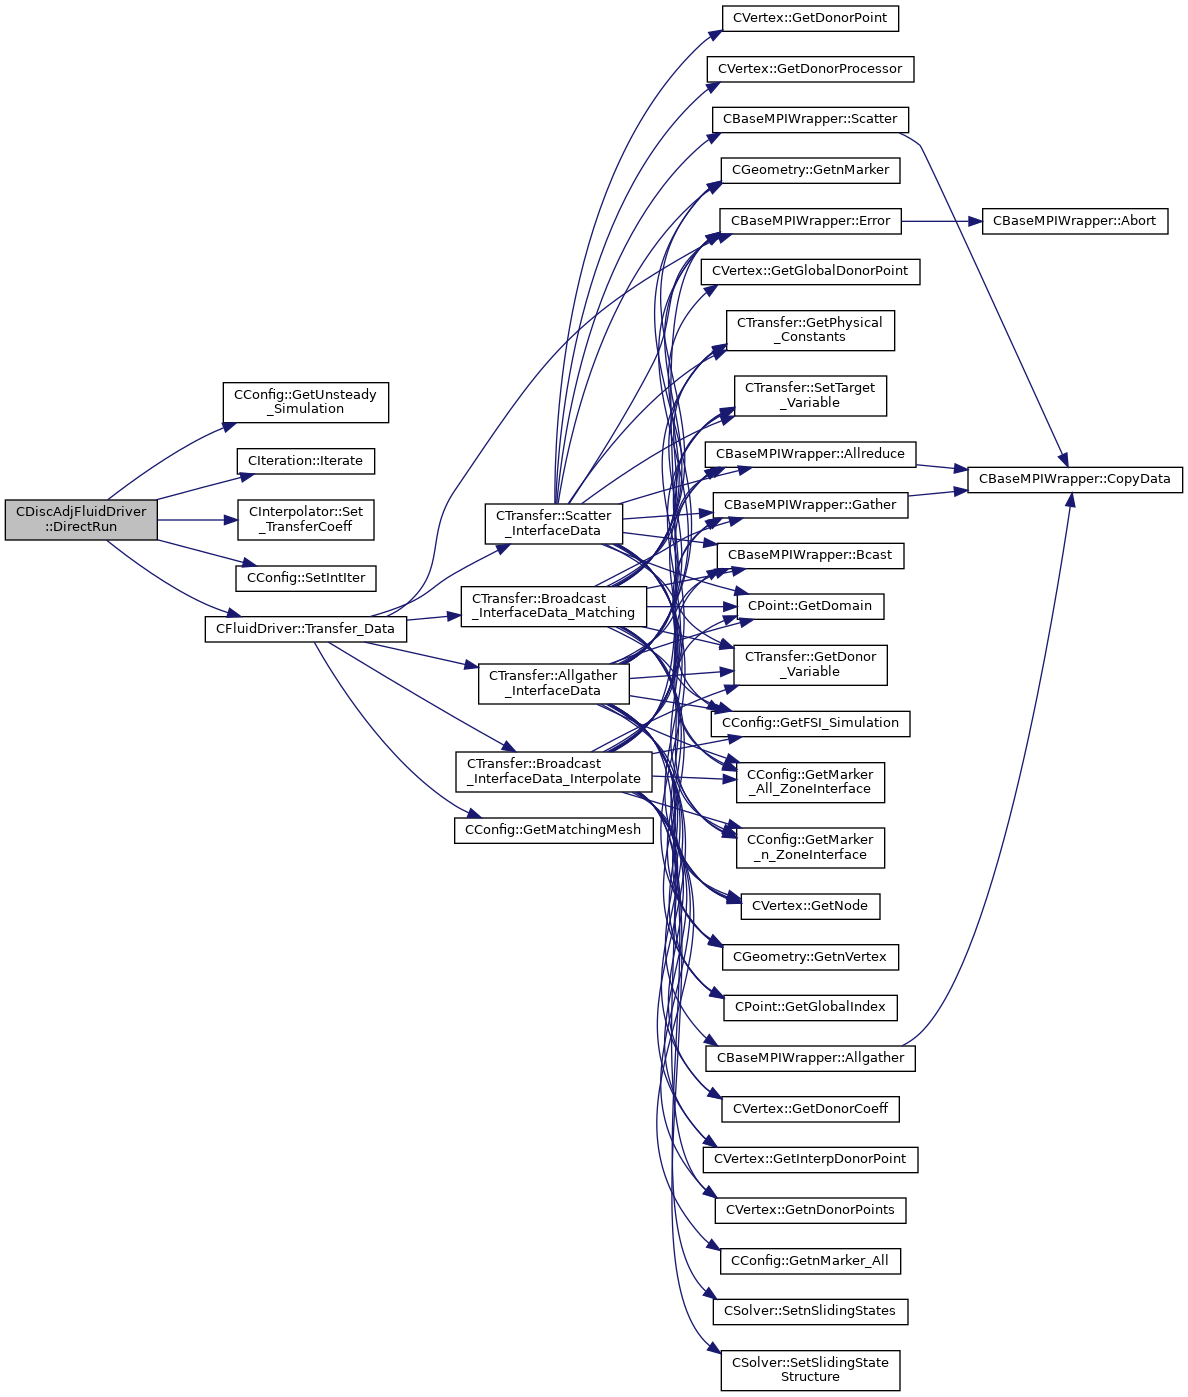 CDiscAdjFluidDriver
::DirectRun
CConfig::GetUnsteady
_Simulation
CIteration::Iterate
CInterpolator::Set
_TransferCoeff
CConfig::SetIntIter
CFluidDriver::Transfer_Data
CTransfer::Scatter
_InterfaceData
CTransfer::Broadcast
_InterfaceData_Matching
CTransfer::Allgather
_InterfaceData
CTransfer::Broadcast
_InterfaceData_Interpolate
CConfig::GetMatchingMesh
CVertex::GetDonorPoint
CVertex::GetDonorProcessor
CBaseMPIWrapper::Scatter
CGeometry::GetnMarker
CBaseMPIWrapper::Error
CVertex::GetGlobalDonorPoint
CTransfer::GetPhysical
_Constants
CTransfer::SetTarget
_Variable
CBaseMPIWrapper::Allreduce
CBaseMPIWrapper::Gather
CBaseMPIWrapper::Bcast
CPoint::GetDomain
CTransfer::GetDonor
_Variable
CConfig::GetFSI_Simulation
CConfig::GetMarker
_All_ZoneInterface
CConfig::GetMarker
_n_ZoneInterface
CVertex::GetNode
CGeometry::GetnVertex
CPoint::GetGlobalIndex
CBaseMPIWrapper::Allgather
CVertex::GetDonorCoeff
CVertex::GetInterpDonorPoint
CVertex::GetnDonorPoints
CConfig::GetnMarker_All
CSolver::SetnSlidingStates
CSolver::SetSlidingState
Structure
CBaseMPIWrapper::Abort
CBaseMPIWrapper::CopyData